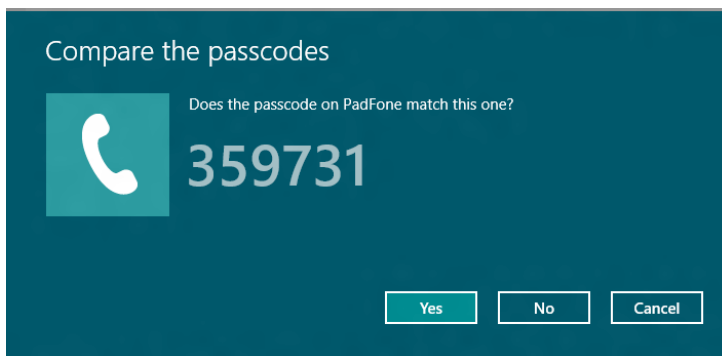 Compare the passcodes
Does the passcode on PadFone match this one?
359731
Yes No Cancel